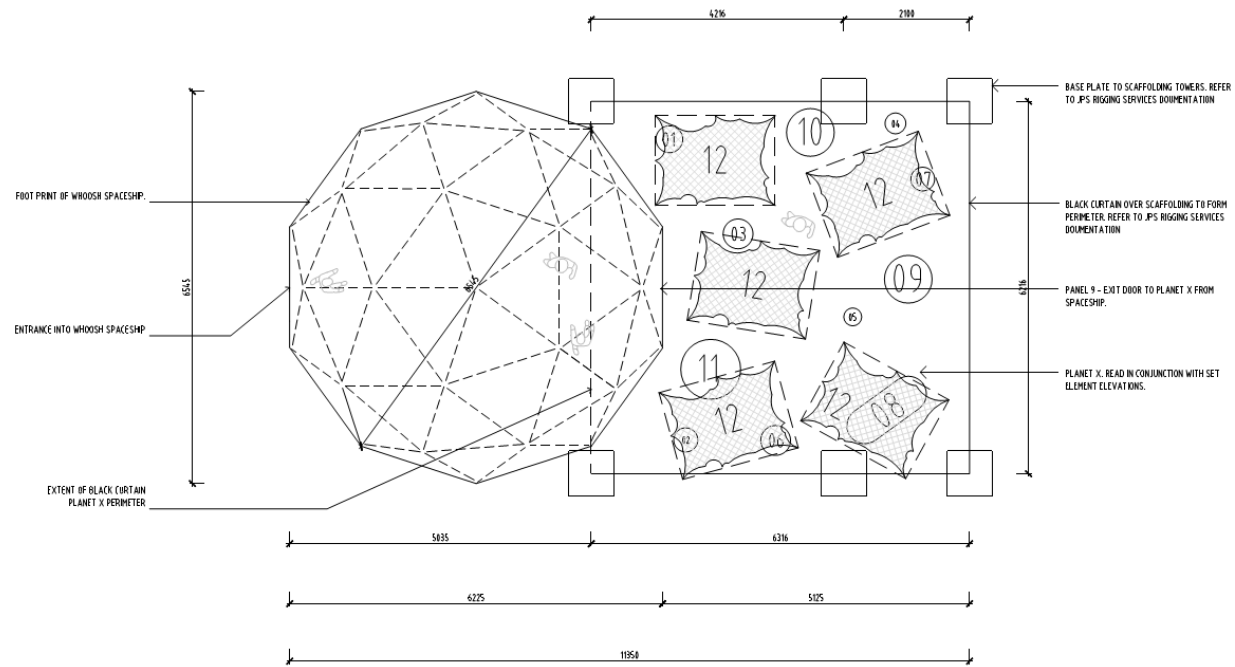 4216
2100
BASE PLATE TO SCAFFOLDING TOWERS. REFER
TO JPS RIGGING SERVICES DOUMENTATION
10
04
01
12
12
07
FOOT PRINT OF WHOOSH SPACESHIP.
BLACK CURTAIN OVER SCAFFOLDING TO FORM
PERIMETER. REFER TO JPS RIGGING SERVICES
DOUMENTATION
03
09
6545
6545
12
6216
PANEL 9 - EXIT DOOR TO PLANET X FROM
SPACESHIP.
05
ENTRANCE INTO WHOOSH SPACESHIP
11
PLANET X. READ IN CONJUNCTION WITH SET
ELEMENT ELEVATIONS.
12
12
08
02
06
EXTENT OF BLACK CURTAIN
PLANET X PERIMETER
5035
6316
6225
5125
11350